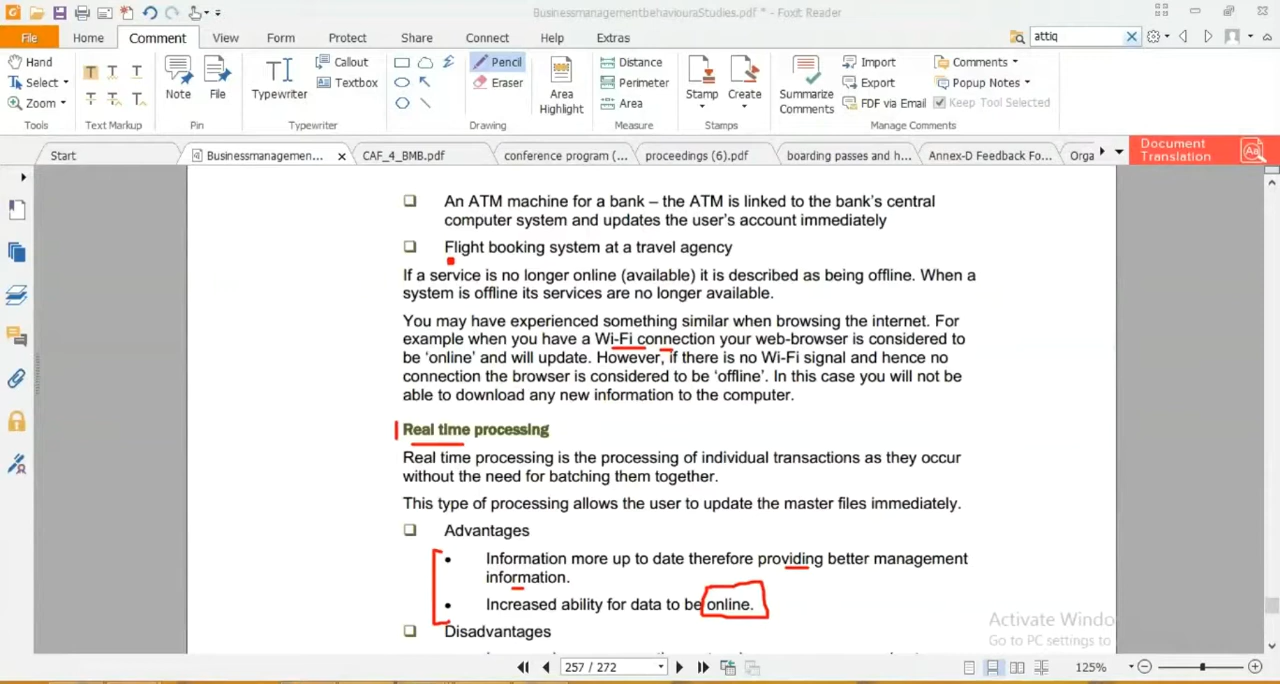 BusinessmanagementbehaviouraStudies.pdf * - Foxit Reader
File Home Comment View Form Protect Share Connect Help Extras
attiq
Hand
Select
Zoom
Tools
Text Markup
Note
File
Pin
Typewriter
Callout
Textbox
Typewriter
Pencil
Eraser
Drawing
Area
Highlight
Distance
Perimeter
Area
Measure
Stamp
Create
Stamps
Summarize
Comments
Import
Export
FDF via Email
Comments
Popup Notes
Keep Tool Selected
Manage Comments
Start
Businessmanagemen...
CAF_4_BMB.pdf
conference program (...
proceedings (6).pdf
boarding passes and h...
Annex-D Feedback Fo...
Orga
Document
Translation
An ATM machine for a bank – the ATM is linked to the bank's central
computer system and updates the user's account immediately
Flight booking system at a travel agency
If a service is no longer online (available) it is described as being offline. When a
system is offline its services are no longer available.
You may have experienced something similar when browsing the internet. For
example when you have a Wi-Fi connection your web-browser is considered to
be 'online' and will update. However, if there is no Wi-Fi signal and hence no
connection the browser is considered to be 'offline'. In this case you will not be
able to download any new information to the computer.
Real time processing
Real time processing is the processing of individual transactions as they occur
without the need for batching them together.
This type of processing allows the user to update the master files immediately.
Advantages
• Information more up to date therefore providing better management
information.
• Increased ability for data to be online.
Disadvantages
Activate Windo
Go to PC settings to
257 / 272
125%